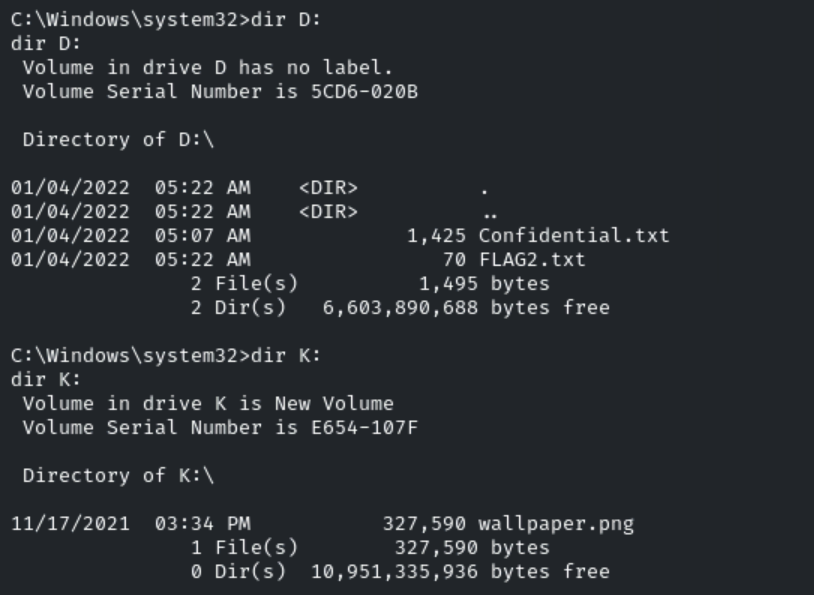 C:\Windows\system32>dir D:
dir D:
 Volume in drive D has no label.
 Volume Serial Number is 5CD6-020B
 Directory of D:\
01/04/2022  05:22 AM    <DIR>          .
01/04/2022  05:22 AM    <DIR>          ..
01/04/2022  05:07 AM             1,425 Confidential.txt
01/04/2022  05:22 AM                70 FLAG2.txt
               2 File(s)          1,495 bytes
               2 Dir(s)   6,603,890,688 bytes free
C:\Windows\system32>dir K:
dir K:
 Volume in drive K is New Volume
 Volume Serial Number is E654-107F
 Directory of K:\
11/17/2021  03:34 PM           327,590 wallpaper.png
               1 File(s)        327,590 bytes
               0 Dir(s)  10,951,335,936 bytes free